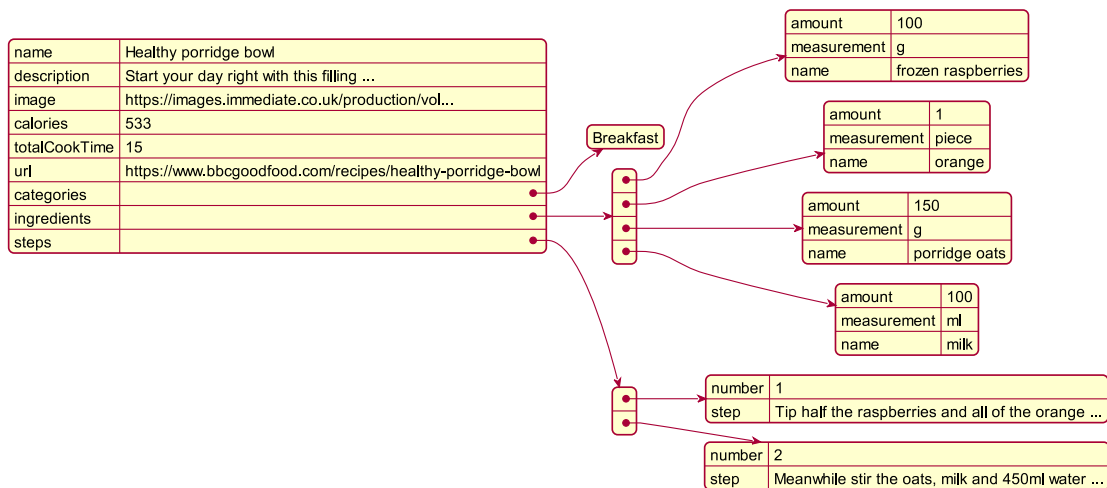 name Healthy porridge bowl
description Start your day right with this filling ...
image https://images.immediate.co.uk/production/vol...
calories 533
totalCookTime 15
url https://www.bbcgoodfood.com/recipes/healthy-porridge-bowl
categories
ingredients
steps
Breakfast
amount 100
measurement g
name frozen raspberries
amount 1
measurement piece
name orange
amount 150
measurement g
name porridge oats
amount 100
measurement ml
name milk
number 1
step Tip half the raspberries and all of the orange ...
number 2
step Meanwhile stir the oats, milk and 450ml water ...